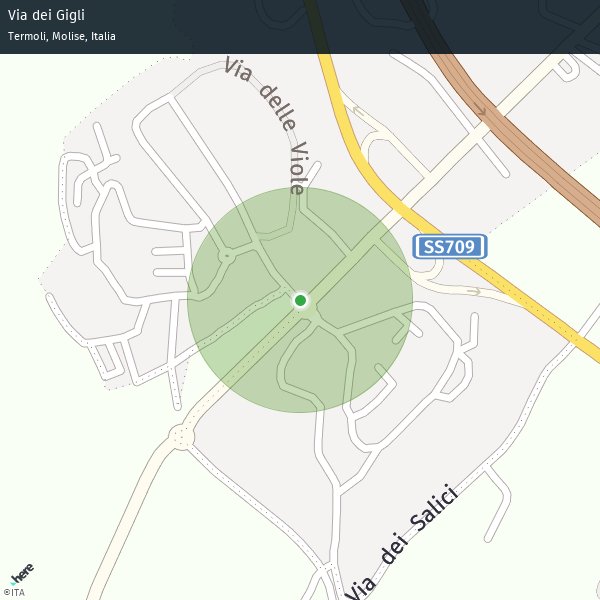 Via dei Gigli
Termoli, Molise, Italia
Via delle Viole
SS709
Via dei Salici
here
©ITA